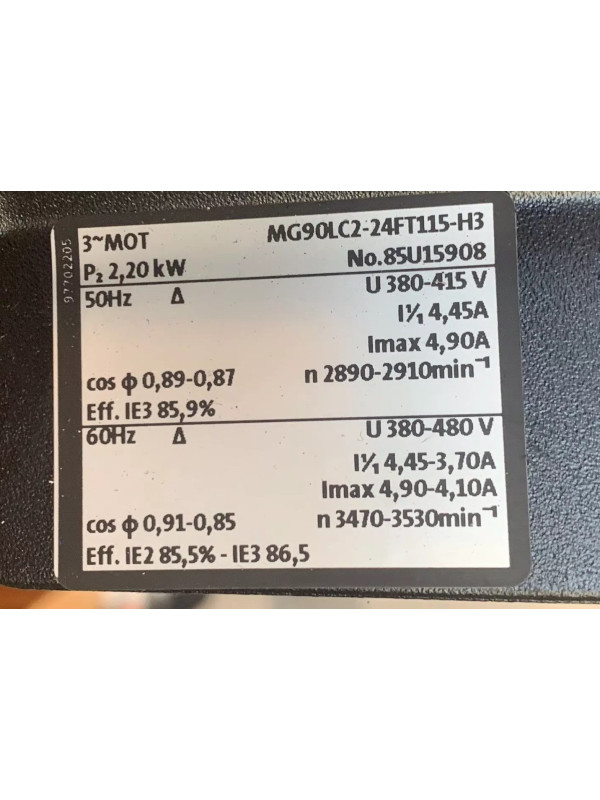 97702205
3~MOT MG90LC2-24FT115-H3
P₂ 2,20 kW No.85U15908
50Hz Δ U 380-415 V
I¹⁄₁ 4,45A
Imax 4,90A
cos ϕ 0,89-0,87 n 2890-2910min⁻¹
Eff. IE3 85,9%
60Hz Δ U 380-480 V
I¹⁄₁ 4,45-3,70A
Imax 4,90-4,10A
cos ϕ 0,91-0,85 n 3470-3530min⁻¹
Eff. IE2 85,5% - IE3 86,5